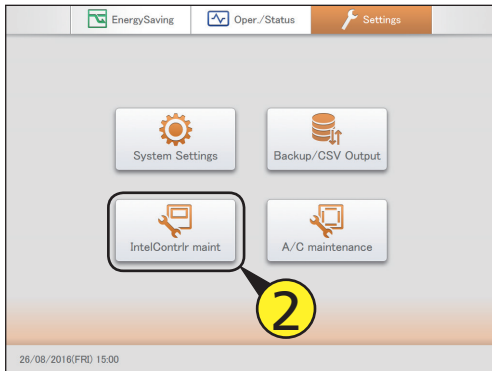 EnergySaving
Oper./Status
Settings
System Settings
Backup/CSV Output
IntelContrlr maint
A/C maintenance
2
26/08/2016(FRI) 15:00